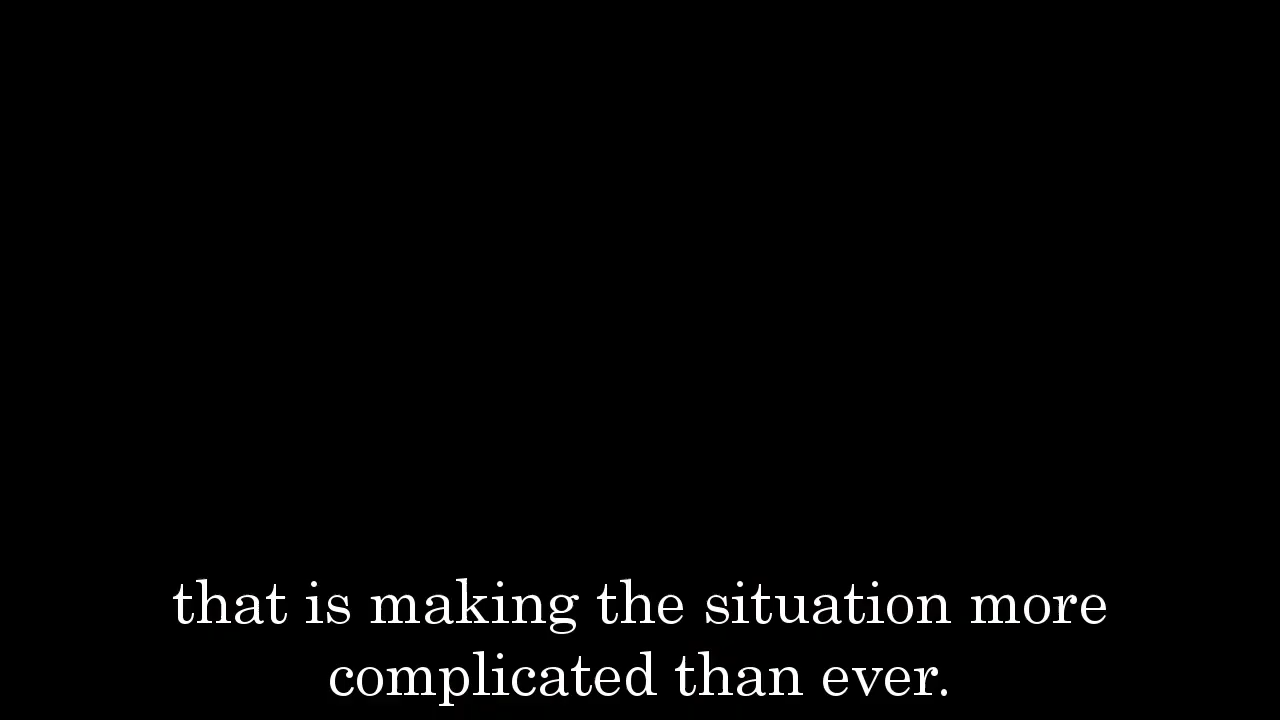 that is making the situation more
complicated than ever.